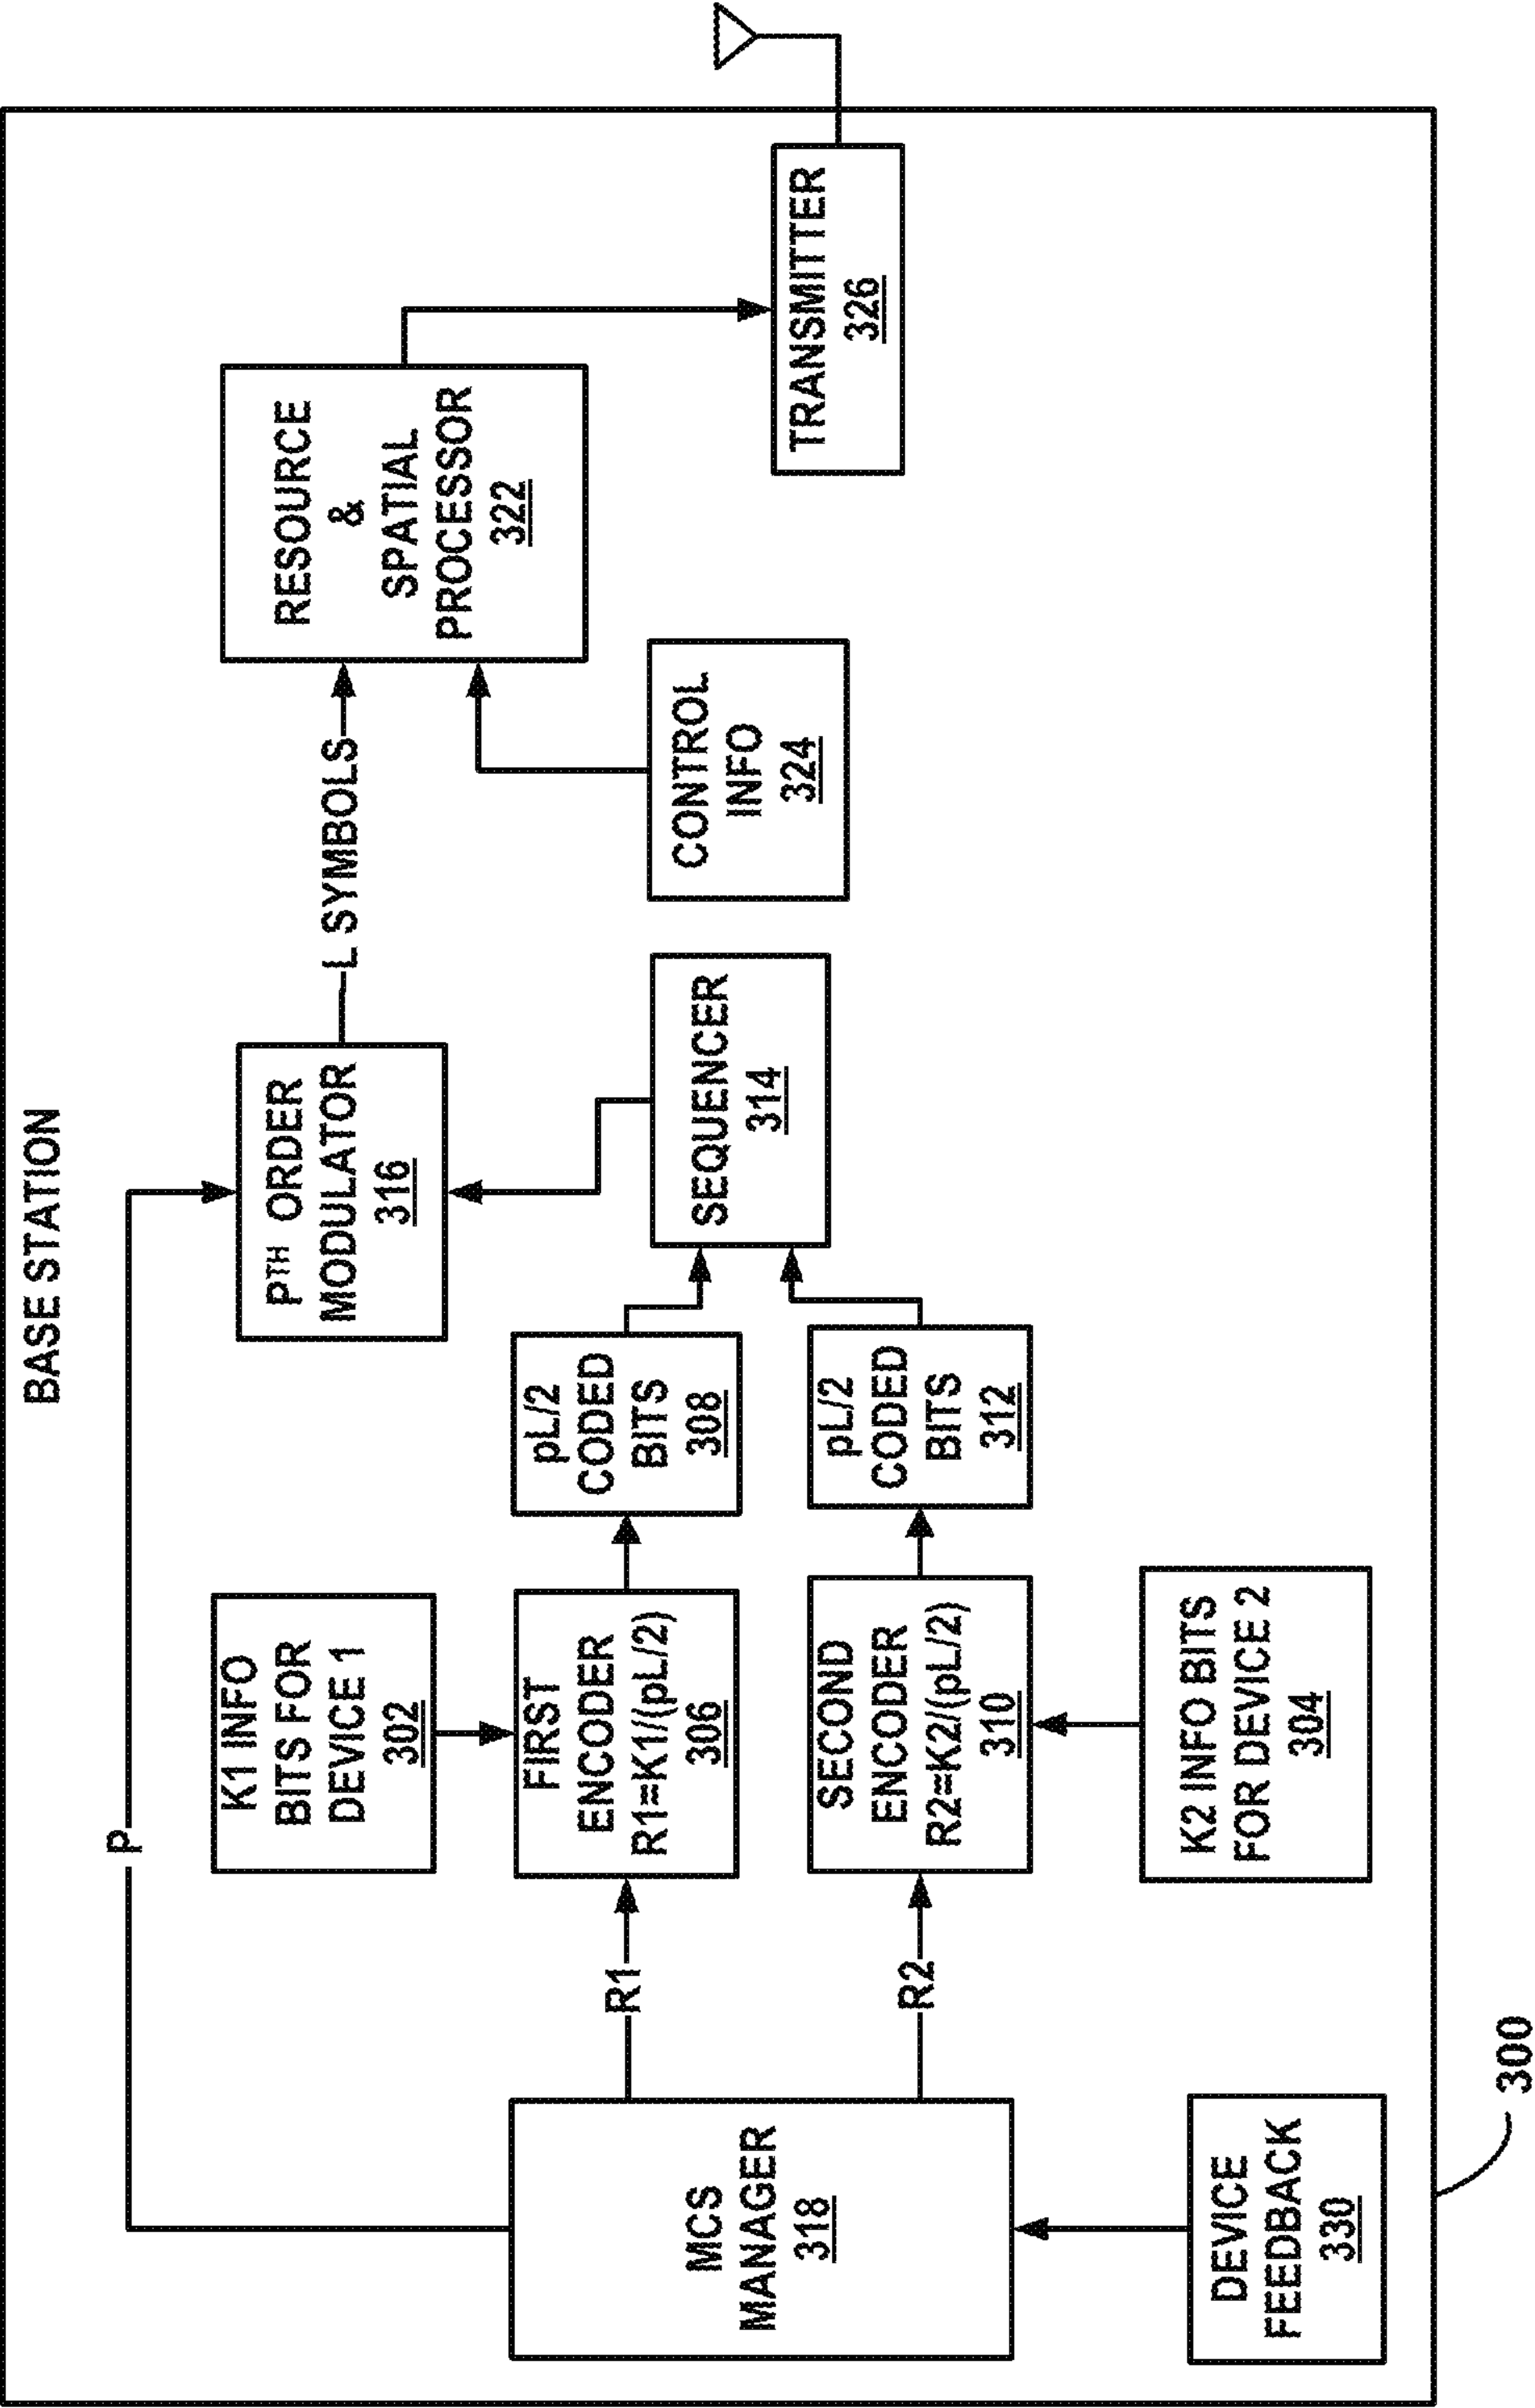 BASE STATION
P
K1 INFO
BITS FOR
DEVICE 1
302
PTH ORDER
MODULATOR
316
L SYMBOLS
RESOURCE
&
SPATIAL
PROCESSOR
322
MCS
MANAGER
318
R1
R2
FIRST
ENCODER
R1=K1/(pL/2)
306
pL/2
CODED
BITS
308
SECOND
ENCODER
R2=K2/(pL/2)
310
pL/2
CODED
BITS
312
SEQUENCER
314
CONTROL
INFO
324
TRANSMITTER
326
DEVICE
FEEDBACK
330
K2 INFO BITS
FOR DEVICE 2
304
300